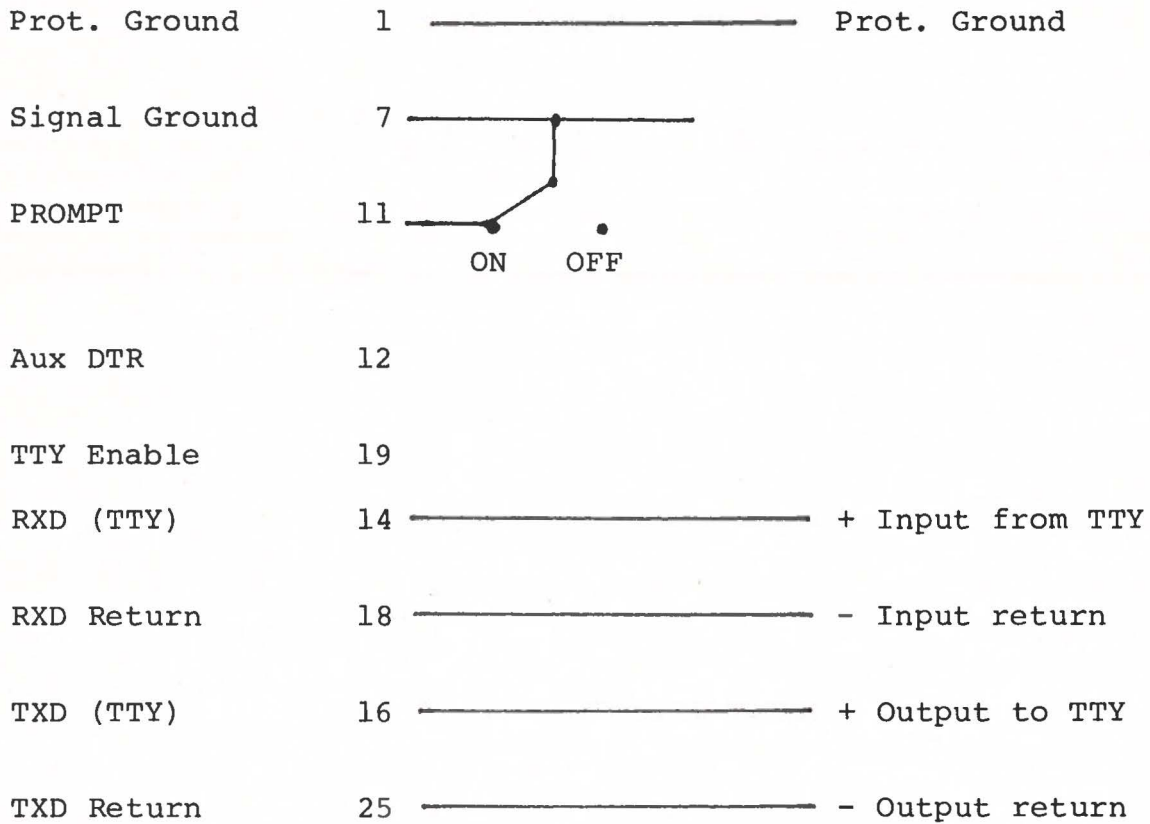 Prot. Ground 1 Prot. Ground
Signal Ground 7
PROMPT 11
ON OFF
Aux DTR 12
TTY Enable 19
RXD (TTY) 14 + Input from TTY
RXD Return 18 - Input return
TXD (TTY) 16 + Output to TTY
TXD Return 25 - Output return